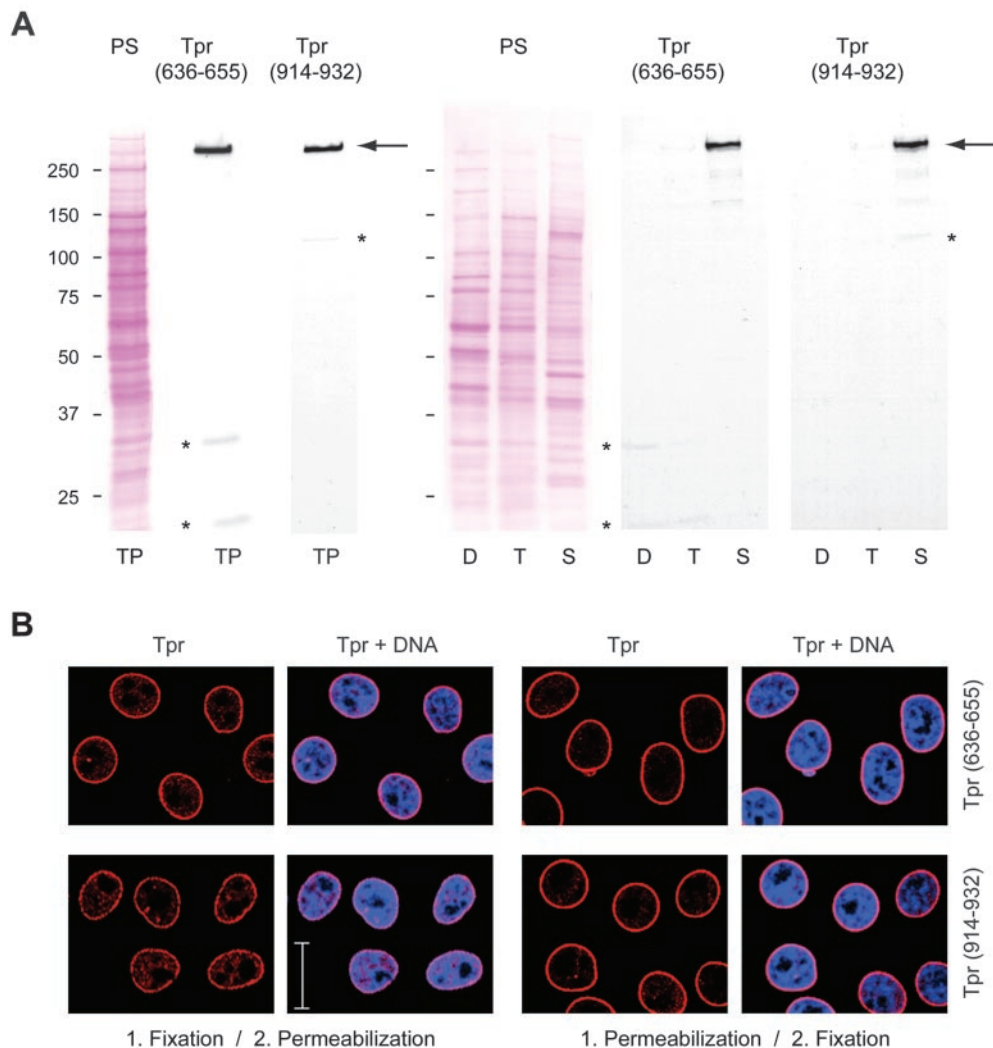 A
PS Tpr Tpr PS Tpr Tpr
(636-655) (914-932) (636-655) (914-932)
250
150
*
*
100
75
50
37
*
*
25
*
*
TP TP TP D T S D T S D T S
B
Tpr Tpr + DNA Tpr Tpr + DNA
Tpr (636-655)
Tpr (914-932)
1. Fixation / 2. Permeabilization 1. Permeabilization / 2. Fixation